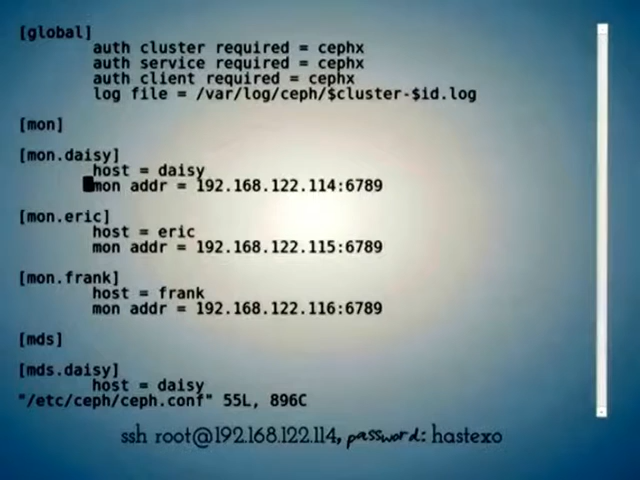 [global]
auth cluster required = cephx
auth service required = cephx
auth client required = cephx
log file = /var/log/ceph/$cluster-$id.log
[mon]
[mon.daisy]
host = daisy
mon addr = 192.168.122.114:6789
[mon.eric]
host = eric
mon addr = 192.168.122.115:6789
[mon.frank]
host = frank
mon addr = 192.168.122.116:6789
[mds]
[mds.daisy]
host = daisy
"/etc/ceph/ceph.conf" 55L, 896C
ssh root@192.168.122.114, password: hastexo